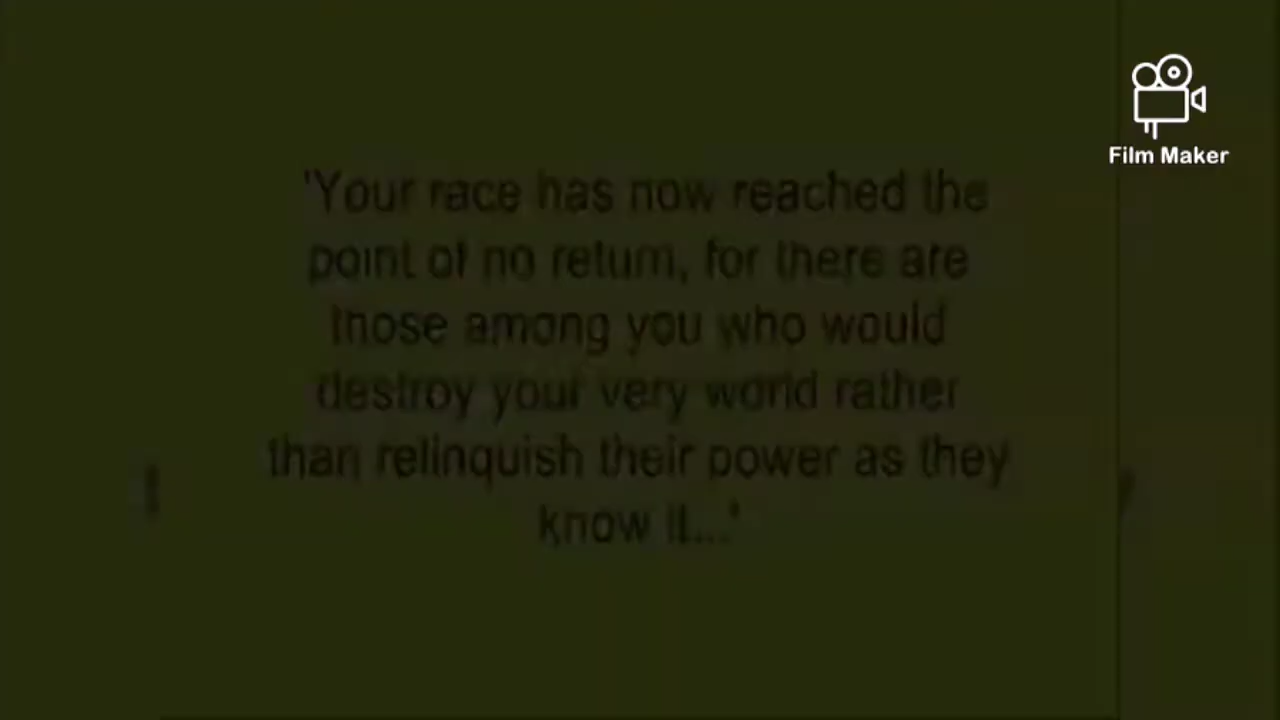 Film Maker
'Your race has now reached the
point of no return, for there are
those among you who would
destroy your very world rather
than relinquish their power as they
know it...'